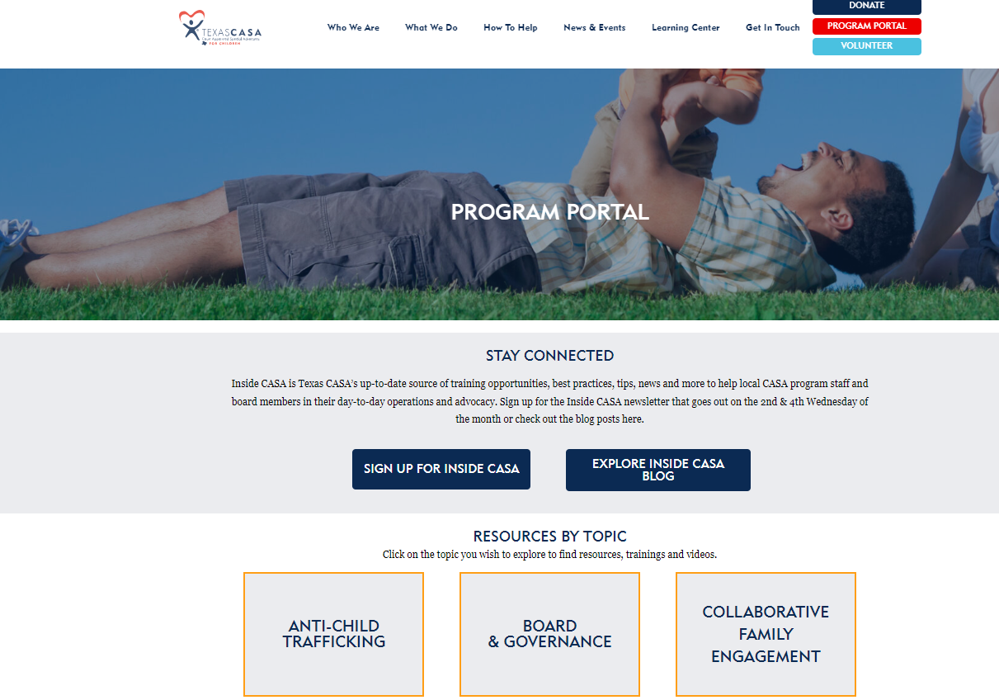 TEXASCASA
Court Appointed Special Advocates
FOR CHILDREN
Who We Are
What We Do
How To Help
News & Events
Learning Center
Get In Touch
DONATE
PROGRAM PORTAL
VOLUNTEER
PROGRAM PORTAL
STAY CONNECTED
Inside CASA is Texas CASA's up-to-date source of training opportunities, best practices, tips, news and more to help local CASA program staff and
board members in their day-to-day operations and advocacy. Sign up for the Inside CASA newsletter that goes out on the 2nd & 4th Wednesday of
the month or check out the blog posts here.
SIGN UP FOR INSIDE CASA
EXPLORE INSIDE CASA
BLOG
RESOURCES BY TOPIC
Click on the topic you wish to explore to find resources, trainings and videos.
ANTI-CHILD
TRAFFICKING
BOARD
& GOVERNANCE
COLLABORATIVE
FAMILY
ENGAGEMENT